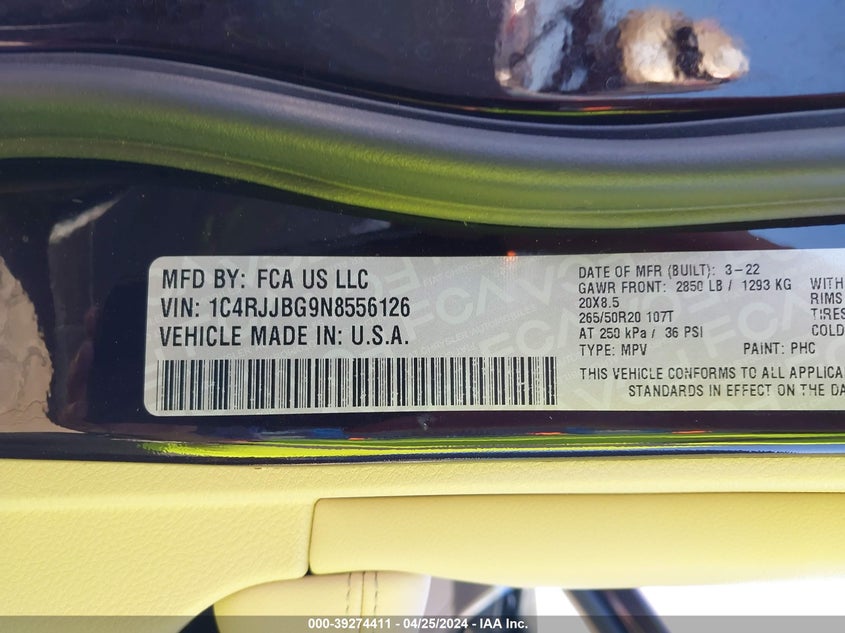 MFD BY: FCA US LLC
VIN: 1C4RJJBG9N8556126
VEHICLE MADE IN: U.S.A.
DATE OF MFR (BUILT): 3-22
GAWR FRONT: 2850 LB / 1293 KG WITH
20X8.5 RIMS
265/50R20 107T TIRES
AT 250 kPa / 36 PSI COLD
TYPE: MPV PAINT: PHC
THIS VEHICLE CONFORMS TO ALL APPLICA
STANDARDS IN EFFECT ON THE DA
000-39274411 - 04/25/2024 - IAA Inc.